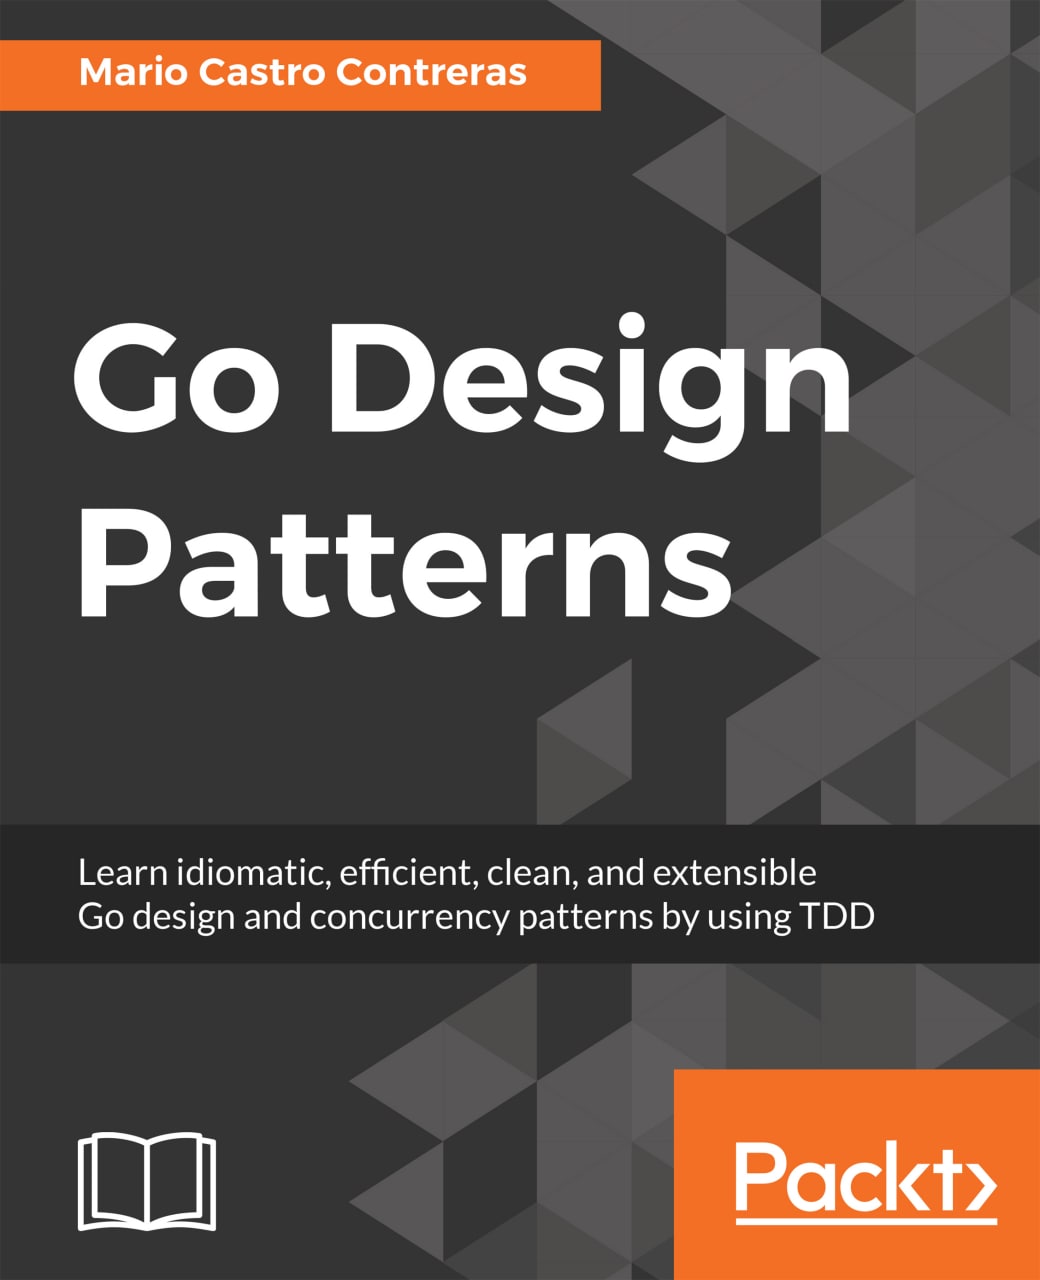 Mario Castro Contreras
Go Design
Patterns
Learn idiomatic, efficient, clean, and extensible
Go design and concurrency patterns by using TDD
Packt